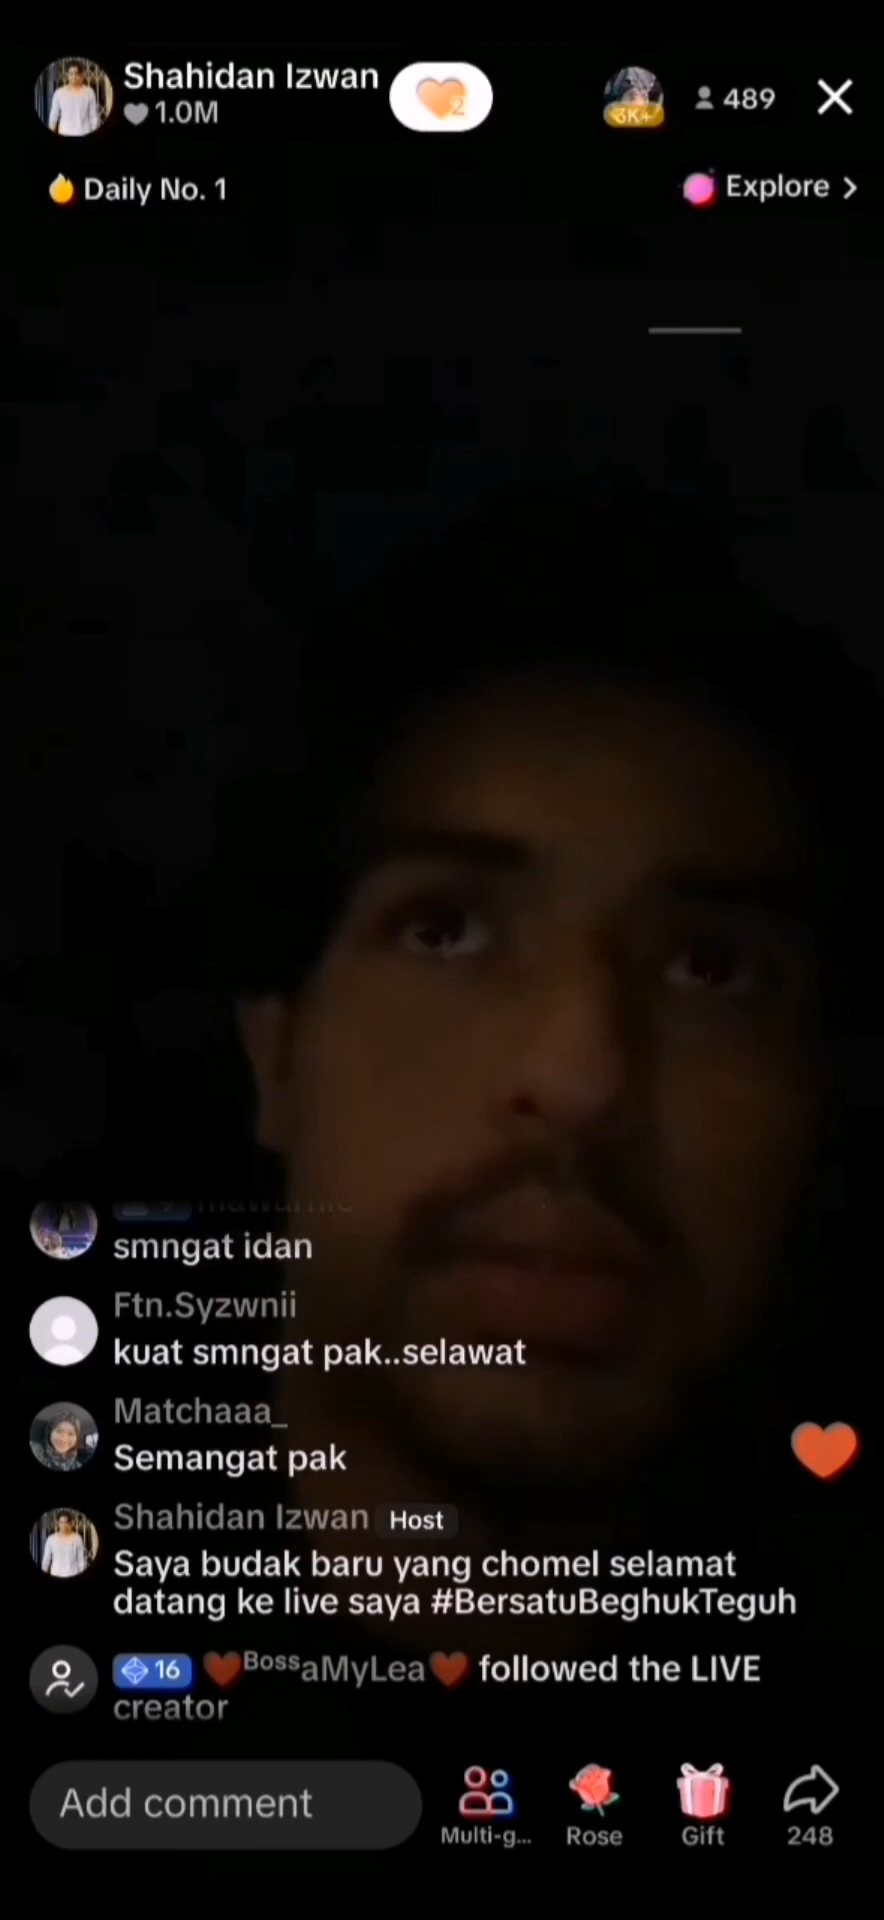 Shahidan Izwan
1.0M
2
3K+
489
Daily No. 1
Explore
smngat idan
Ftn.Syzwnii
kuat smngat pak..selawat
Matchaaa_
Semangat pak
Shahidan Izwan Host
Saya budak baru yang chomel selamat
datang ke live saya #BersatuBeghukTeguh
16 ❤️ᴮᵒˢˢaMyLea❤️ followed the LIVE
creator
Add comment
Multi-g...
Rose
Gift
248